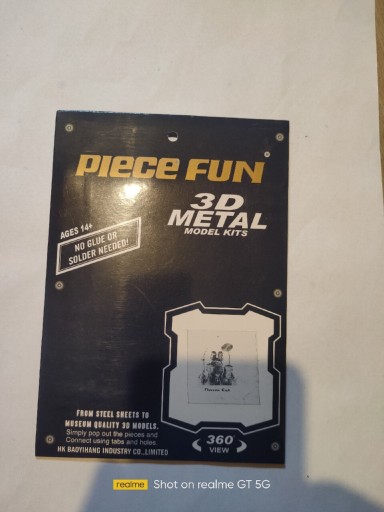 PIECE FUN
3D
METAL
MODEL KITS
AGES 14+
NO GLUE OR
SOLDER NEEDED!
FROM STEEL SHEETS TO
MUSEUM QUALITY 3D MODELS.
Simply pop out the pieces and
Connect using tabs and holes.
HK BAOYIHANG INDUSTRY CO.,LIMITED
360°
VIEW
realme Shot on realme GT 5G